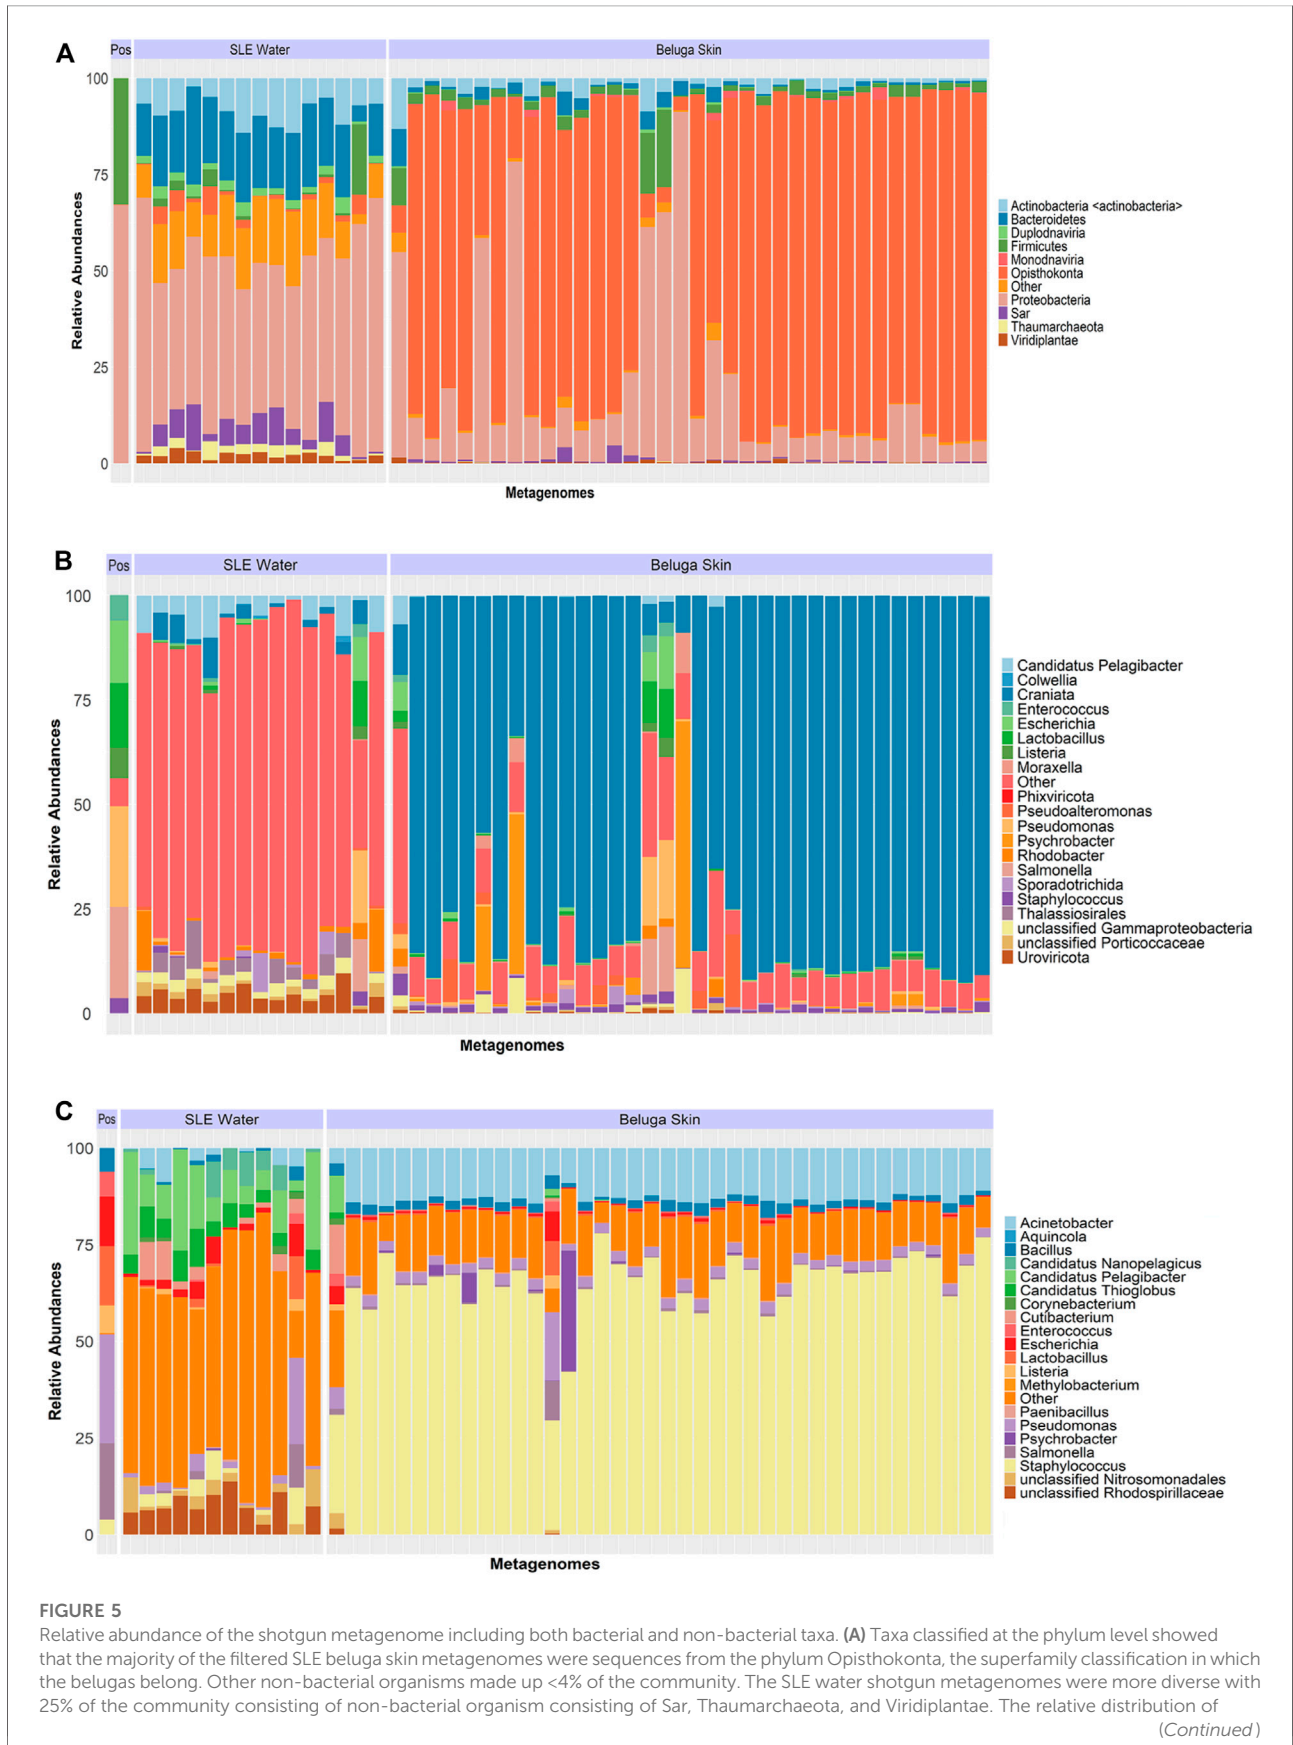 A
Pos
SLE Water
Beluga Skin
100
75
50
25
0
Relative Abundances
Metagenomes
Actinobacteria <actinobacteria>
Bacteroidetes
Duplodnaviria
Firmicutes
Monodnaviria
Opisthokonta
Other
Proteobacteria
Sar
Thaumarchaeota
Viridiplantae
B
Pos
SLE Water
Beluga Skin
100
75
50
25
0
Relative Abundances
Metagenomes
Candidatus Pelagibacter
Colwellia
Craniata
Enterococcus
Escherichia
Lactobacillus
Listeria
Moraxella
Other
Phixviricota
Pseudoalteromonas
Pseudomonas
Psychrobacter
Rhodobacter
Salmonella
Sporadotrichida
Staphylococcus
Thalassiosirales
unclassified Gammaproteobacteria
unclassified Porticoccaceae
Uroviricota
C
Pos
SLE Water
Beluga Skin
100
75
50
25
0
Relative Abundances
Metagenomes
Acinetobacter
Aquincola
Bacillus
Candidatus Nanopelagicus
Candidatus Pelagibacter
Candidatus Thioglobus
Corynebacterium
Cutibacterium
Enterococcus
Escherichia
Lactobacillus
Listeria
Methylobacterium
Other
Paenibacillus
Pseudomonas
Psychrobacter
Salmonella
Staphylococcus
unclassified Nitrosomonadales
unclassified Rhodospirillaceae
FIGURE 5
Relative abundance of the shotgun metagenome including both bacterial and non-bacterial taxa. (A) Taxa classified at the phylum level showed
that the majority of the filtered SLE beluga skin metagenomes were sequences from the phylum Opisthokonta, the superfamily classification in which
the belugas belong. Other non-bacterial organisms made up <4% of the community. The SLE water shotgun metagenomes were more diverse with
25% of the community consisting of non-bacterial organism consisting of Sar, Thaumarchaeota, and Viridiplantae. The relative distribution of
(Continued)